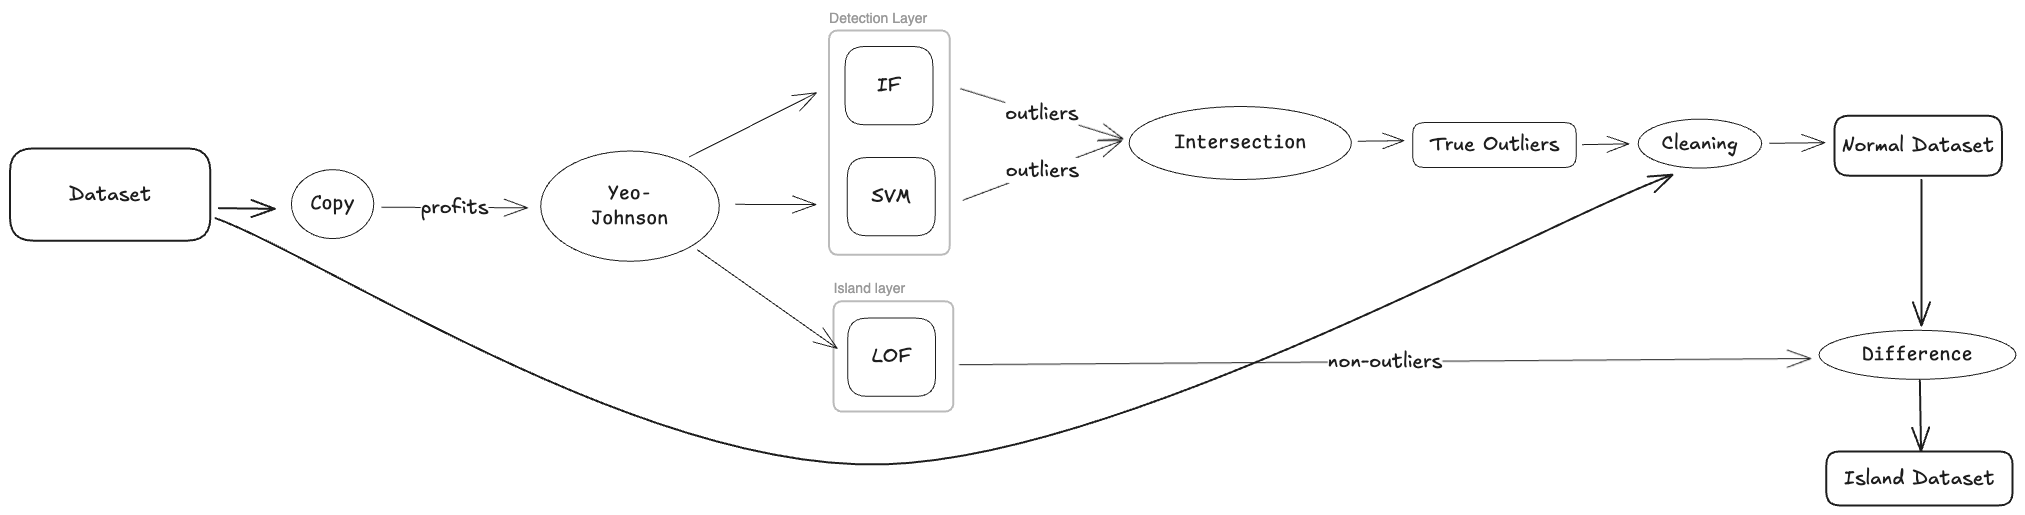 Detection Layer
IF
outliers
Intersection
True Outliers
Cleaning
Normal Dataset
Dataset
Copy
profits
Yeo-
Johnson
SVM
outliers
Island layer
LOF
non-outliers
Difference
Island Dataset